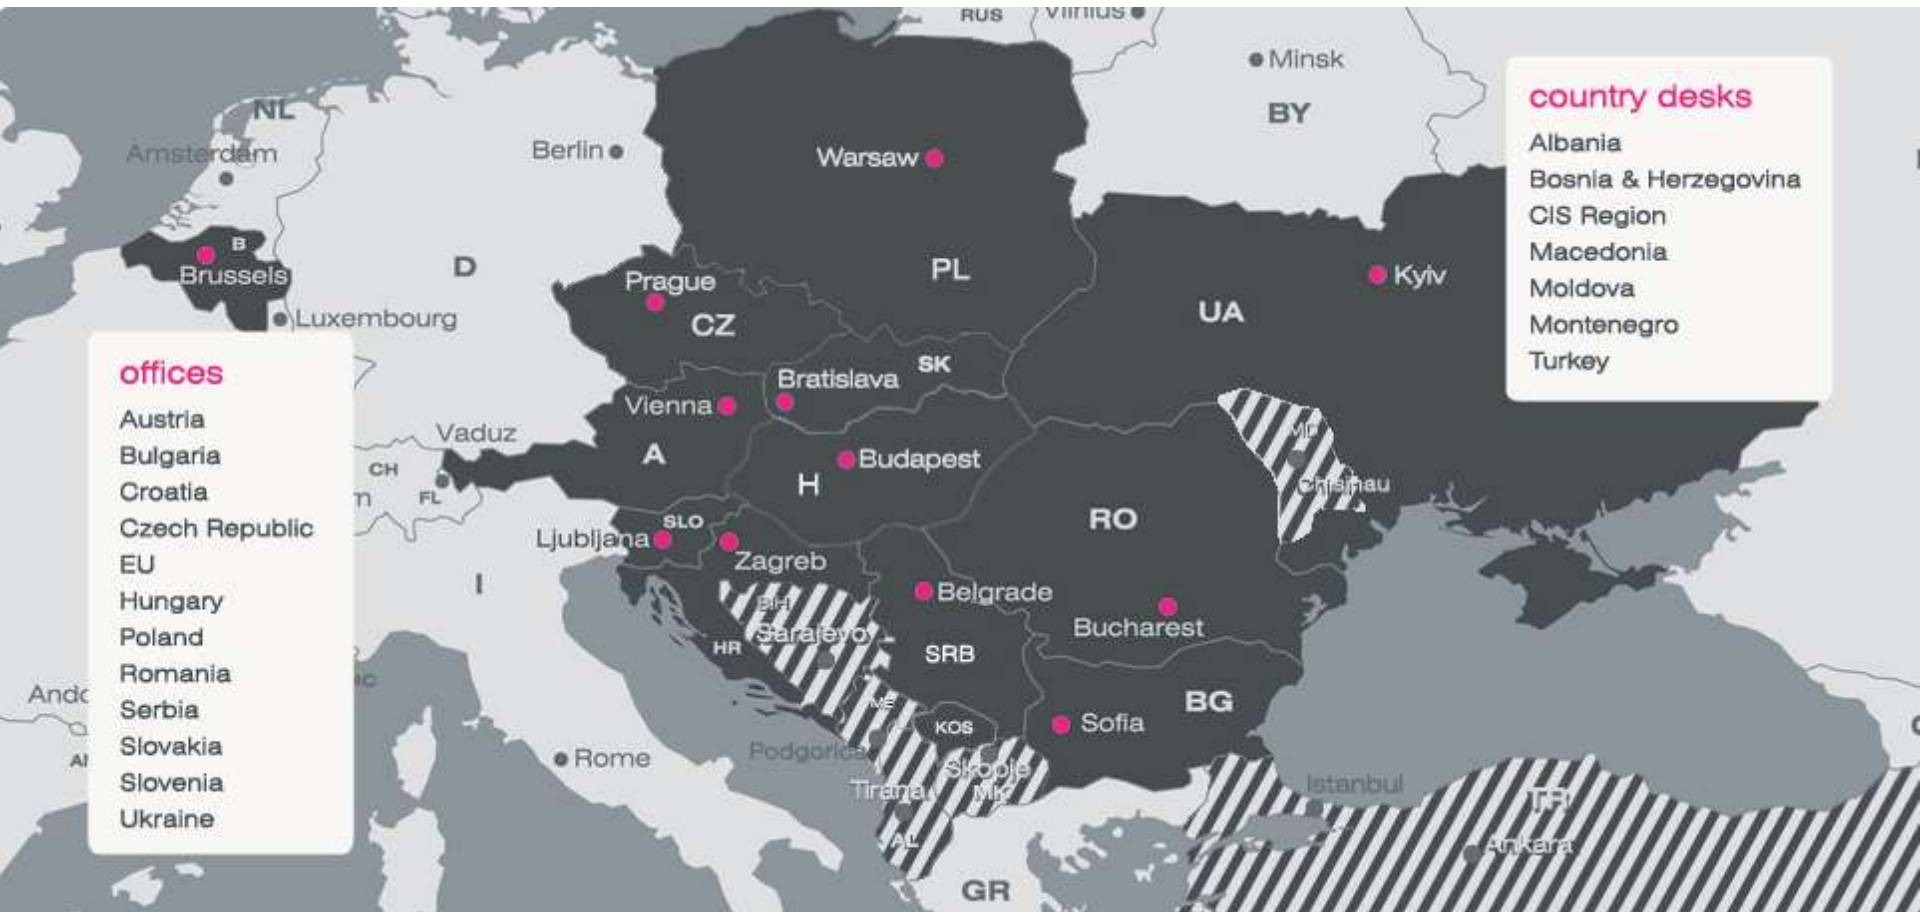 RUS
Vilnius
Minsk
BY
NL
Amsterdam
Berlin
Warsaw
B
Brussels
D
PL
Prague
CZ
Luxembourg
UA
Kyiv
SK
Bratislava
Vienna
Vaduz
A
CH
FL
H
Budapest
MD
Chisinau
RO
SLO
Ljubljana
Zagreb
I
BIH
Sarajevo
HR
Belgrade
SRB
Bucharest
ME
KOS
BG
Sofia
Podgorica
Rome
Skopje
MK
Tirana
AL
GR
Istanbul
TR
Ankara
country desks
Albania
Bosnia & Herzegovina
CIS Region
Macedonia
Moldova
Montenegro
Turkey
offices
Austria
Bulgaria
Croatia
Czech Republic
EU
Hungary
Poland
Romania
Serbia
Slovakia
Slovenia
Ukraine